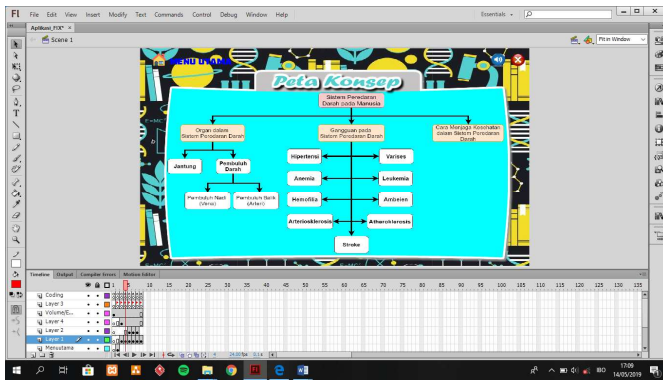 Fl File Edit View Insert Modify Text Commands Control Debug Window Help
Essentials
Aplikasi_FIX* ×
Scene 1
Fit in Window
MENU UTAMA
Peta Konsep
Sistem Peredaran
Darah pada Manusia
Organ dalam
Sistem Peredaran Darah
Gangguan pada
Sistem Peredaran Darah
Cara Menjaga Kesehatan
dalam Sistem Peredaran
Darah
Jantung
Pembuluh
Darah
Pembuluh Nadi
(Vena)
Pembuluh Balik
(Arteri)
Hipertensi
Varises
Anemia
Leukemia
Hemofilia
Ambeien
Arteriosklerosis
Atherosklerosis
Stroke
E=MC²
Timeline Output Compiler Errors Motion Editor
1 5 10 15 20 25 30 35 40 45 50 55 60 65 70 75 80 85 90 95 100 105 110 115 120 125 130 135
Coding
Layer 3
Volume/E...
Layer 4
Layer 2
Layer 1
Menuutama
24.00 fps
IND
17:09
14/05/2019